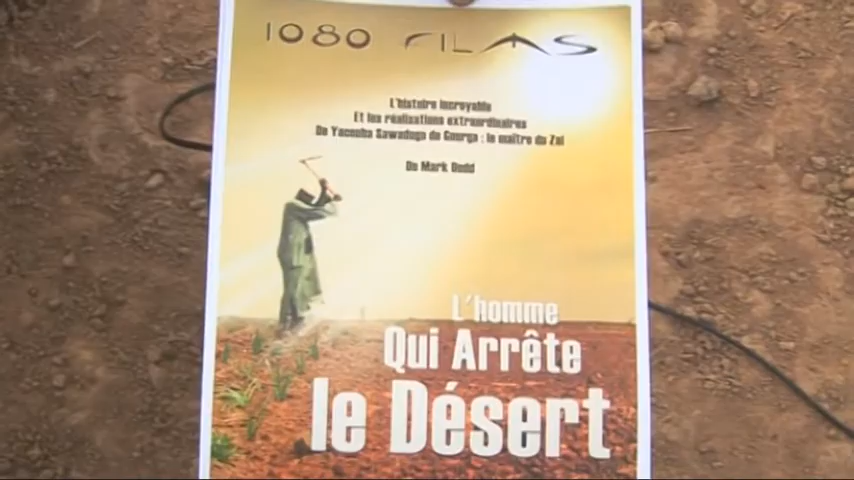 1080 FILMS
L'histoire incroyable
Et les réalisations extraordinaires
De Yacouba Sawadogo de Gourga : le maître du Zaï
De Mark Dodd
L'homme
Qui Arrête
le Désert